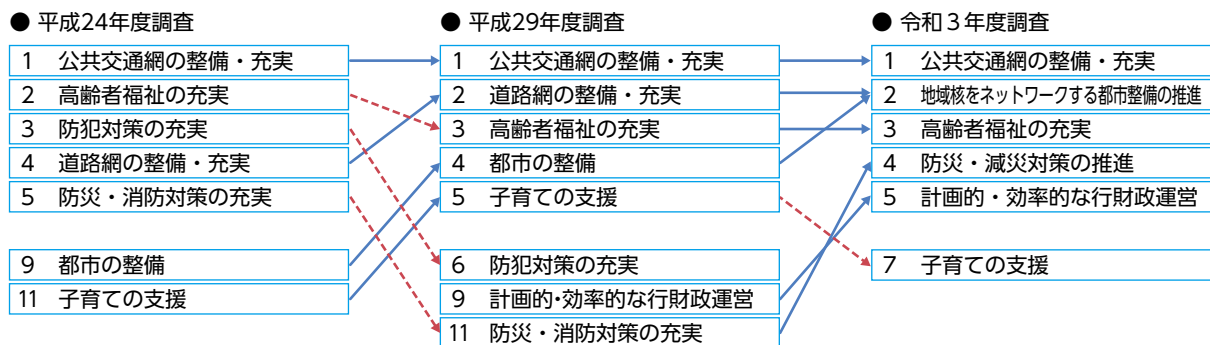 ● 平成24年度調査
1 公共交通網の整備・充実
2 高齢者福祉の充実
3 防犯対策の充実
4 道路網の整備・充実
5 防災・消防対策の充実
9 都市の整備
11 子育ての支援
● 平成29年度調査
1 公共交通網の整備・充実
2 道路網の整備・充実
3 高齢者福祉の充実
4 都市の整備
5 子育ての支援
6 防犯対策の充実
9 計画的・効率的な行財政運営
11 防災・消防対策の充実
● 令和３年度調査
1 公共交通網の整備・充実
2 地域核をネットワークする都市整備の推進
3 高齢者福祉の充実
4 防災・減災対策の推進
5 計画的・効率的な行財政運営
7 子育ての支援